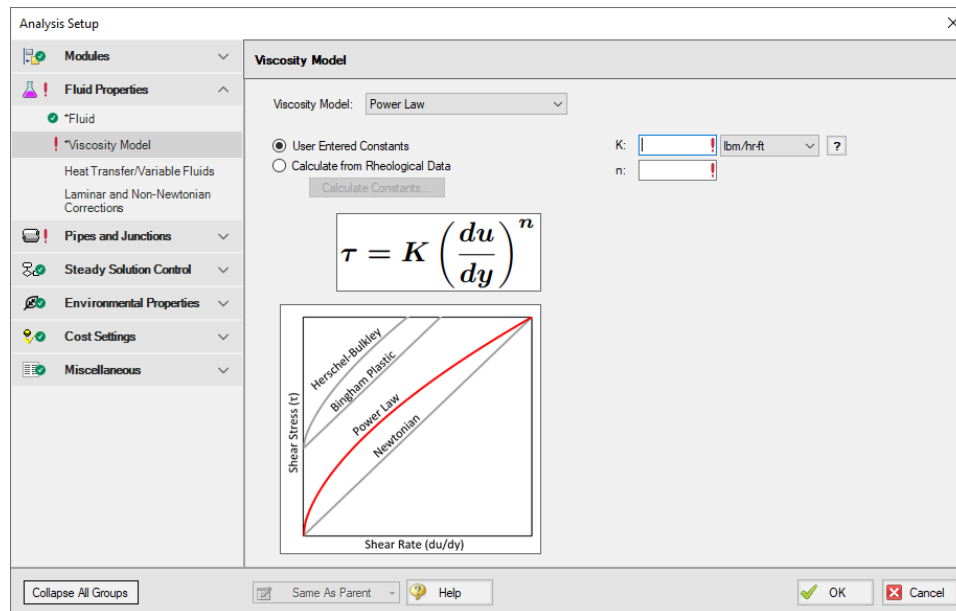 Analysis Setup
Modules
Fluid Properties
*Fluid
*Viscosity Model
Heat Transfer/Variable Fluids
Laminar and Non-Newtonian
Corrections
Pipes and Junctions
Steady Solution Control
Environmental Properties
Cost Settings
Miscellaneous
Collapse All Groups
Viscosity Model
Viscosity Model: Power Law
User Entered Constants
Calculate from Rheological Data
Calculate Constants...
K: lbm/hr-ft ?
n:
τ = K (du/dy)^n
Herschel-Bulkley
Bingham Plastic
Power Law
Newtonian
Shear Stress (τ)
Shear Rate (du/dy)
Same As Parent
Help
OK
Cancel